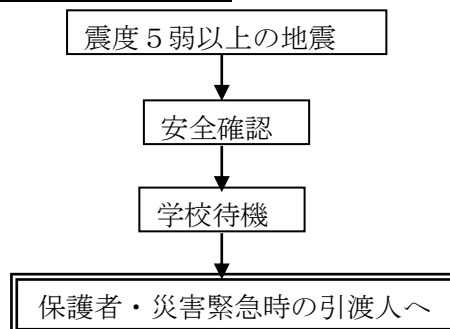 震度５弱以上の地震
安全確認
学校待機
保護者・災害緊急時の引渡人へ